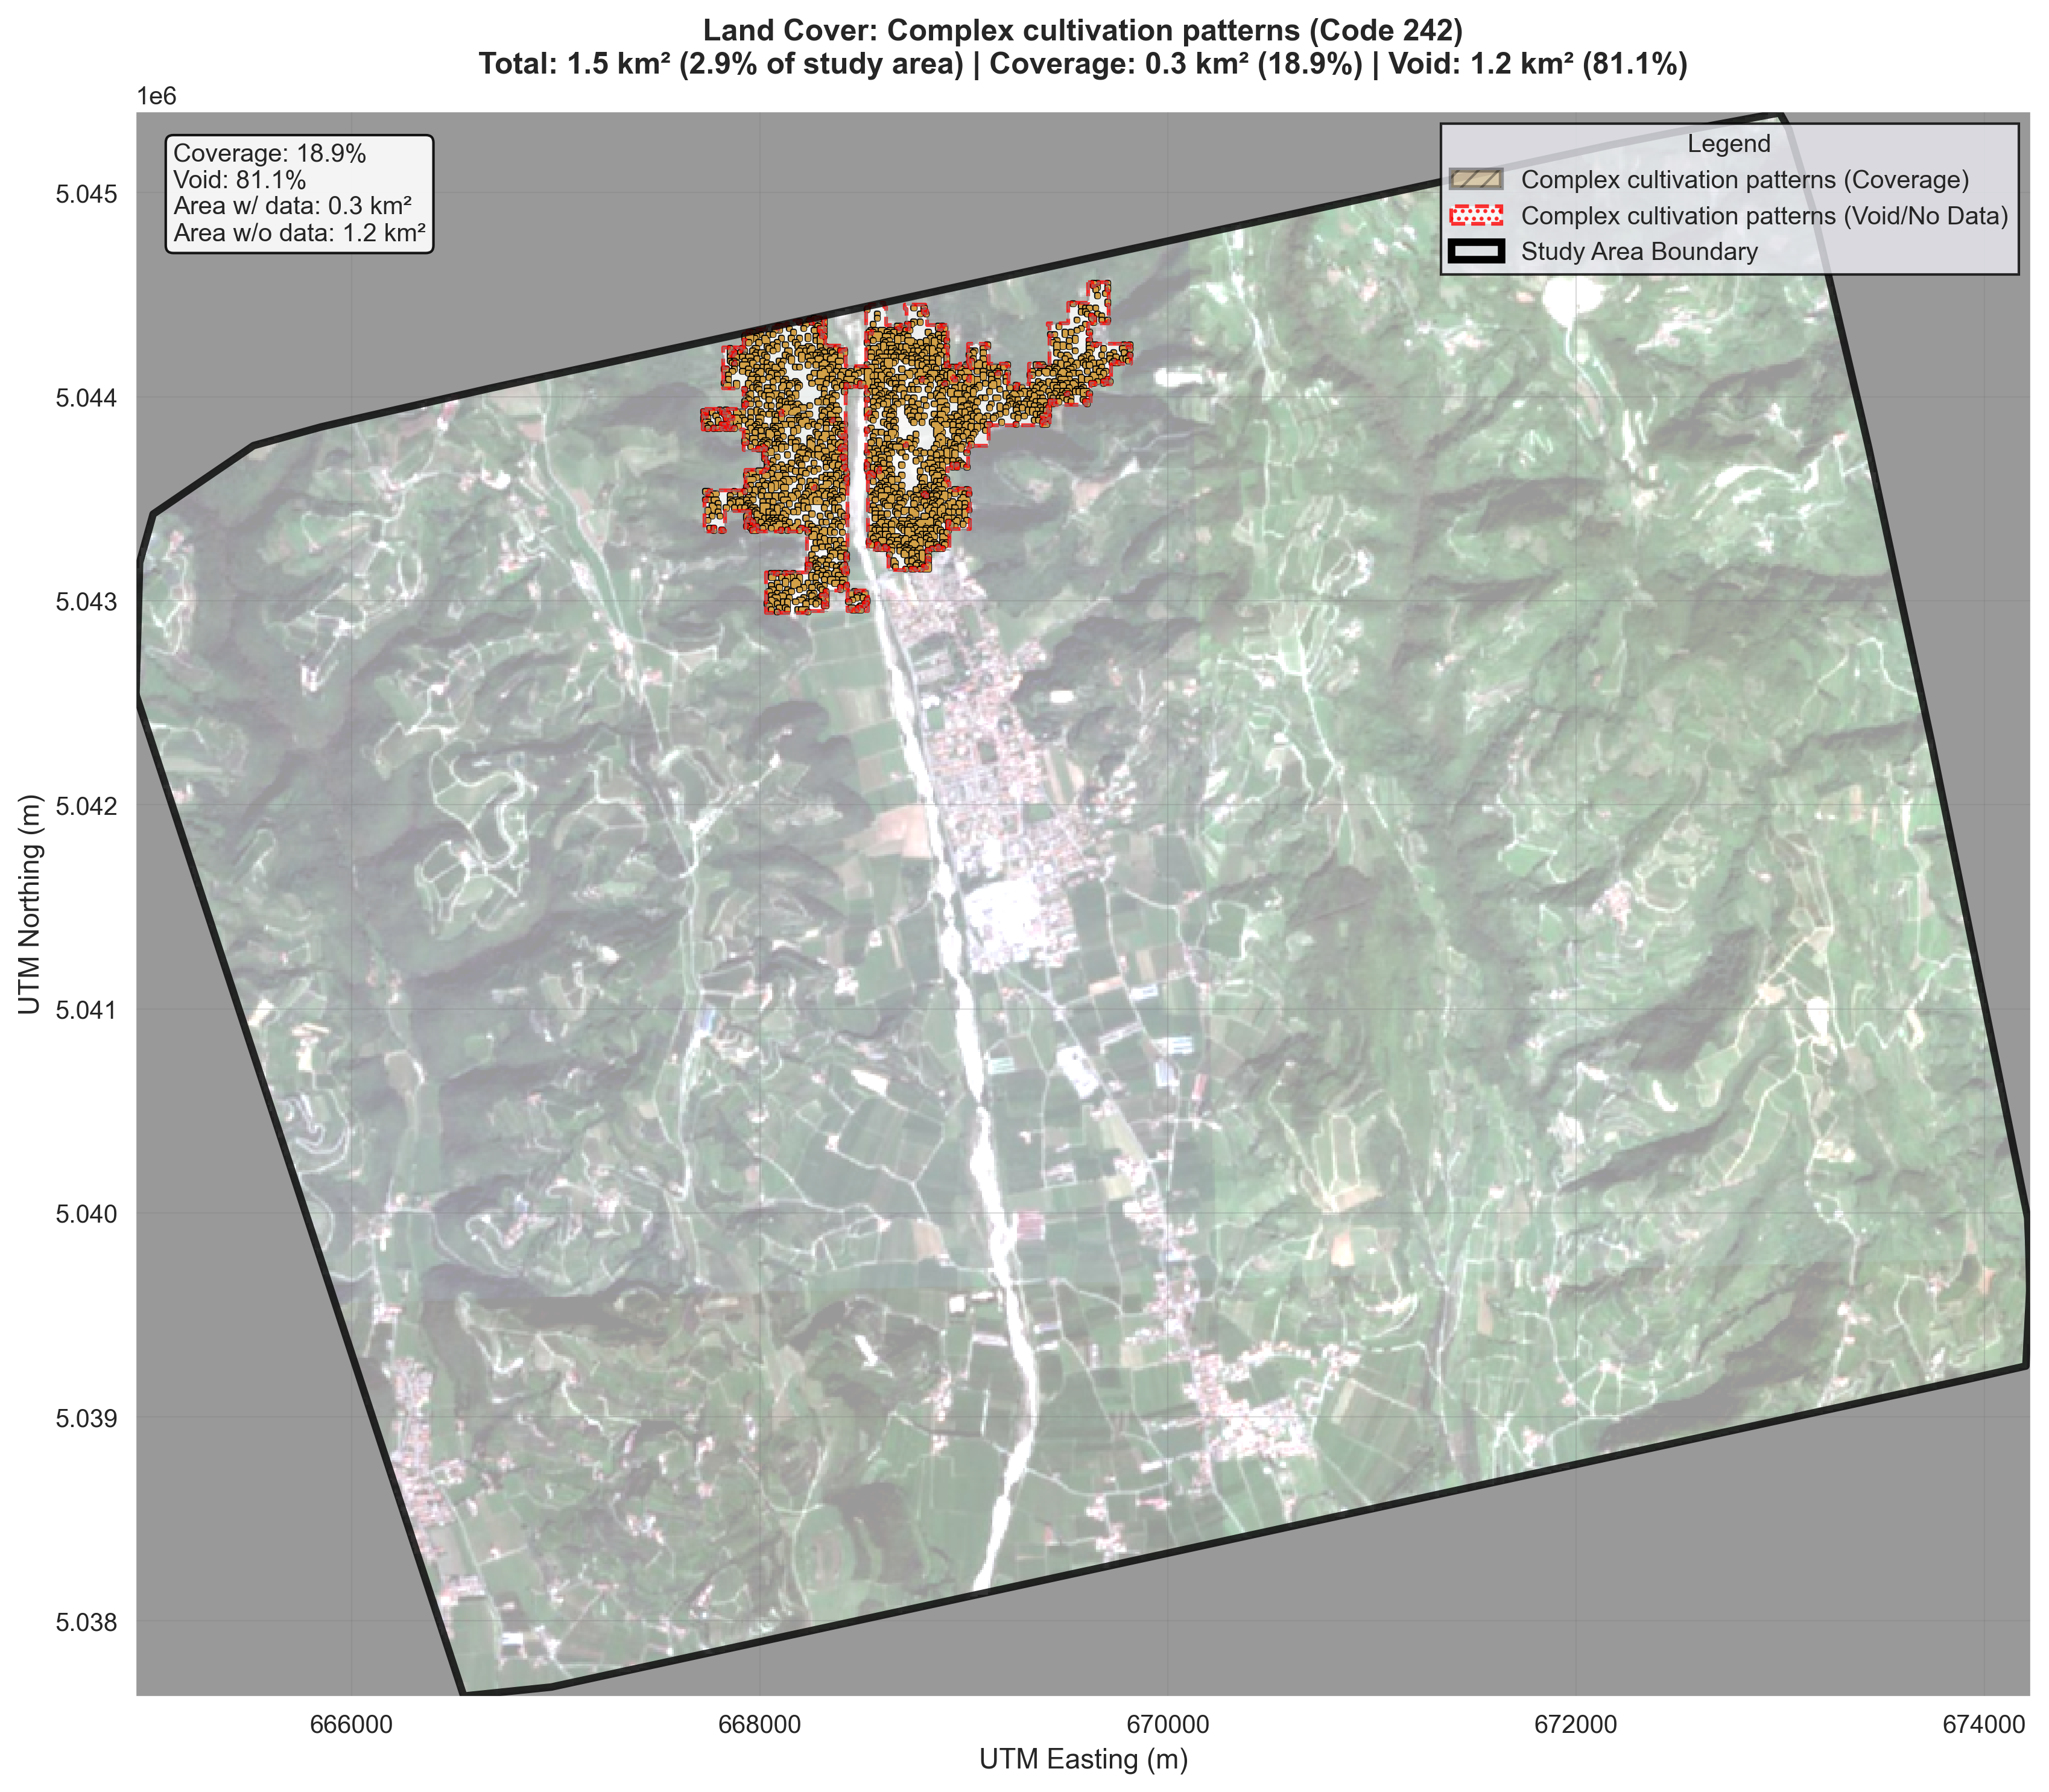 Land Cover: Complex cultivation patterns (Code 242)
Total: 1.5 km² (2.9% of study area) | Coverage: 0.3 km² (18.9%) | Void: 1.2 km² (81.1%)
1e6
Coverage: 18.9%
Void: 81.1%
Area w/ data: 0.3 km²
Area w/o data: 1.2 km²
Legend
Complex cultivation patterns (Coverage)
Complex cultivation patterns (Void/No Data)
Study Area Boundary
5.045
5.044
5.043
5.042
5.041
5.040
5.039
5.038
UTM Northing (m)
666000
668000
670000
672000
674000
UTM Easting (m)